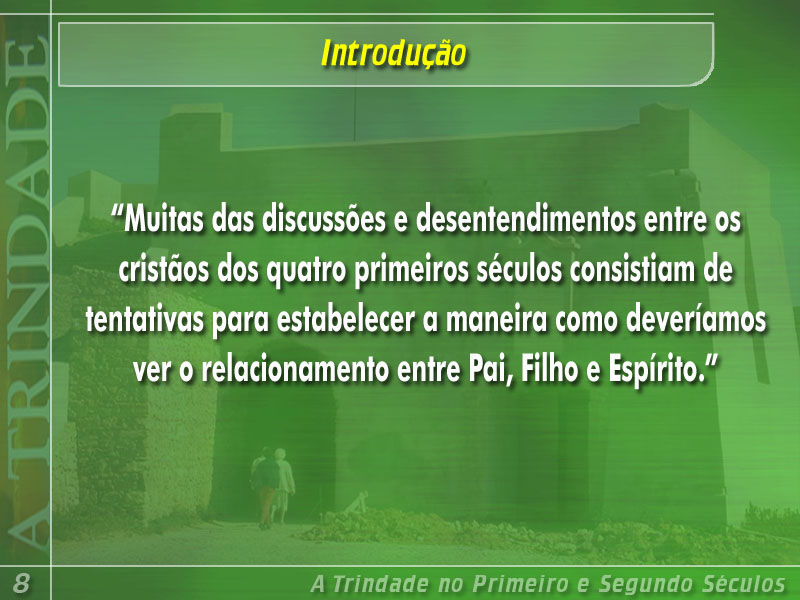 Introdução
A TRINDADE
“Muitas das discussões e desentendimentos entre os
cristãos dos quatro primeiros séculos consistiam de
tentativas para estabelecer a maneira como deveríamos
ver o relacionamento entre Pai, Filho e Espírito.”
8
A Trindade no Primeiro e Segundo Séculos